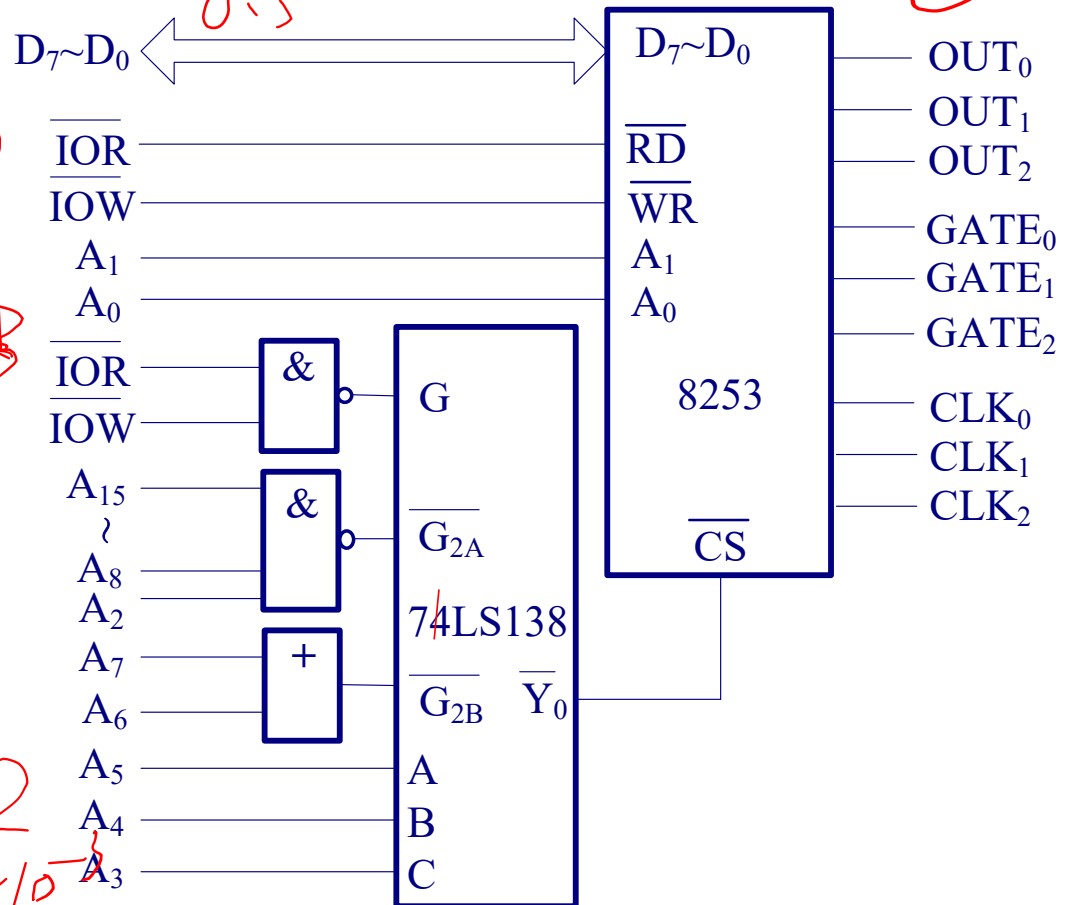 D₇~D₀
D₇~D₀
OUT₀
OUT₁
OUT₂
IOR
RD
IOW
WR
A₁
A₁
A₀
A₀
GATE₀
GATE₁
GATE₂
IOR
&
G
IOW
8253
CLK₀
CLK₁
CLK₂
A₁₅
~
A₈
A₂
&
G₂A
CS
74LS138
A₇
A₆
+
G₂B
Y₀
A₅
A
A₄
B
A₃
C